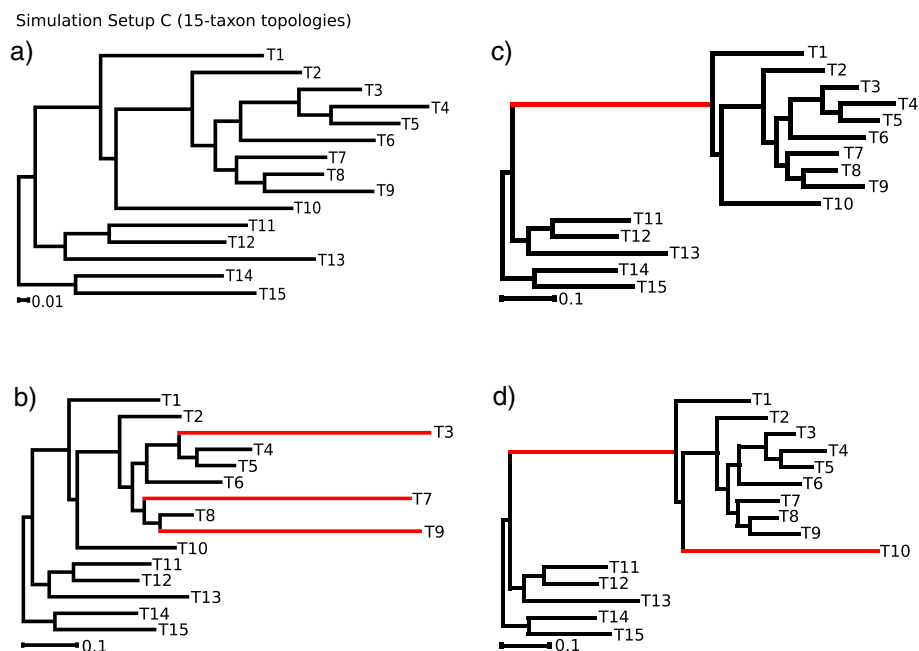 Simulation Setup C (15-taxon topologies)
a)
T1
T2
T3
T4
T5
T6
T7
T8
T9
T10
T11
T12
T13
T14
T15
0.01
c)
T1
T2
T3
T4
T5
T6
T7
T8
T9
T10
T11
T12
T13
T14
T15
0.1
b)
T1
T2
T3
T4
T5
T6
T7
T8
T9
T10
T11
T12
T13
T14
T15
0.1
d)
T1
T2
T3
T4
T5
T6
T7
T8
T9
T10
T11
T12
T13
T14
T15
0.1